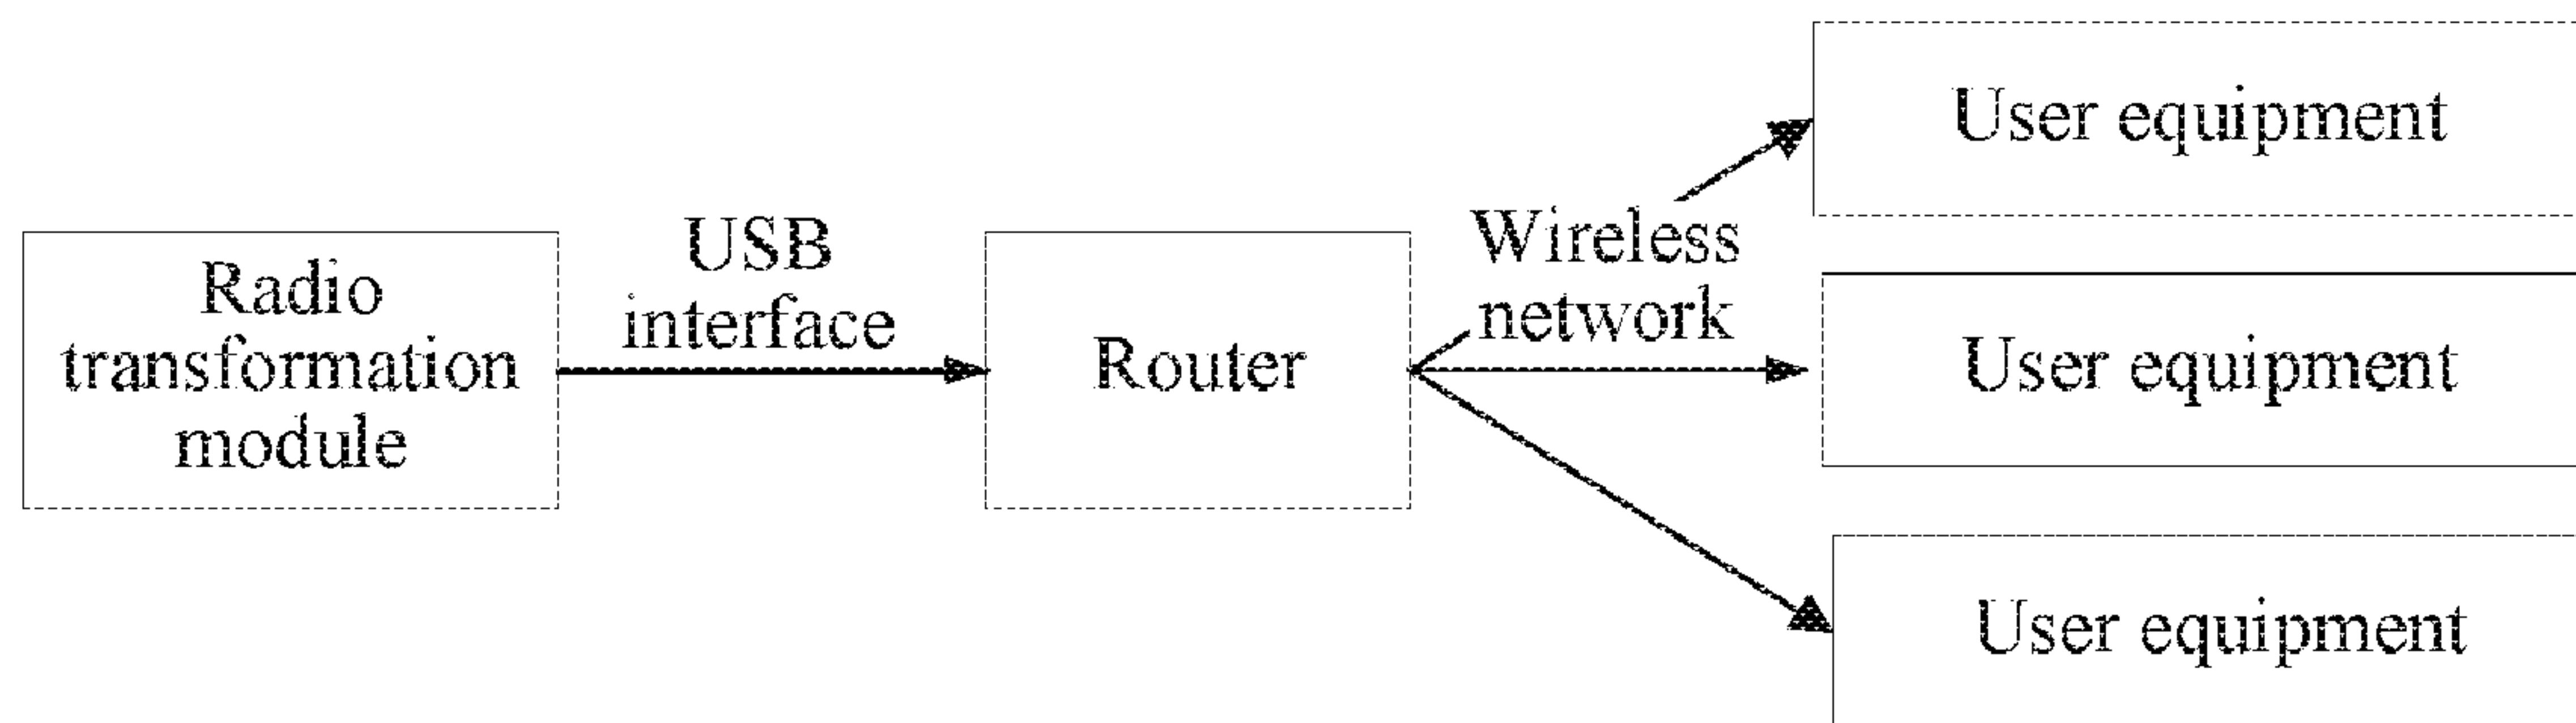 Radio
transformation
module
USB
interface
Router
Wireless
network
User equipment
User equipment
User equipment